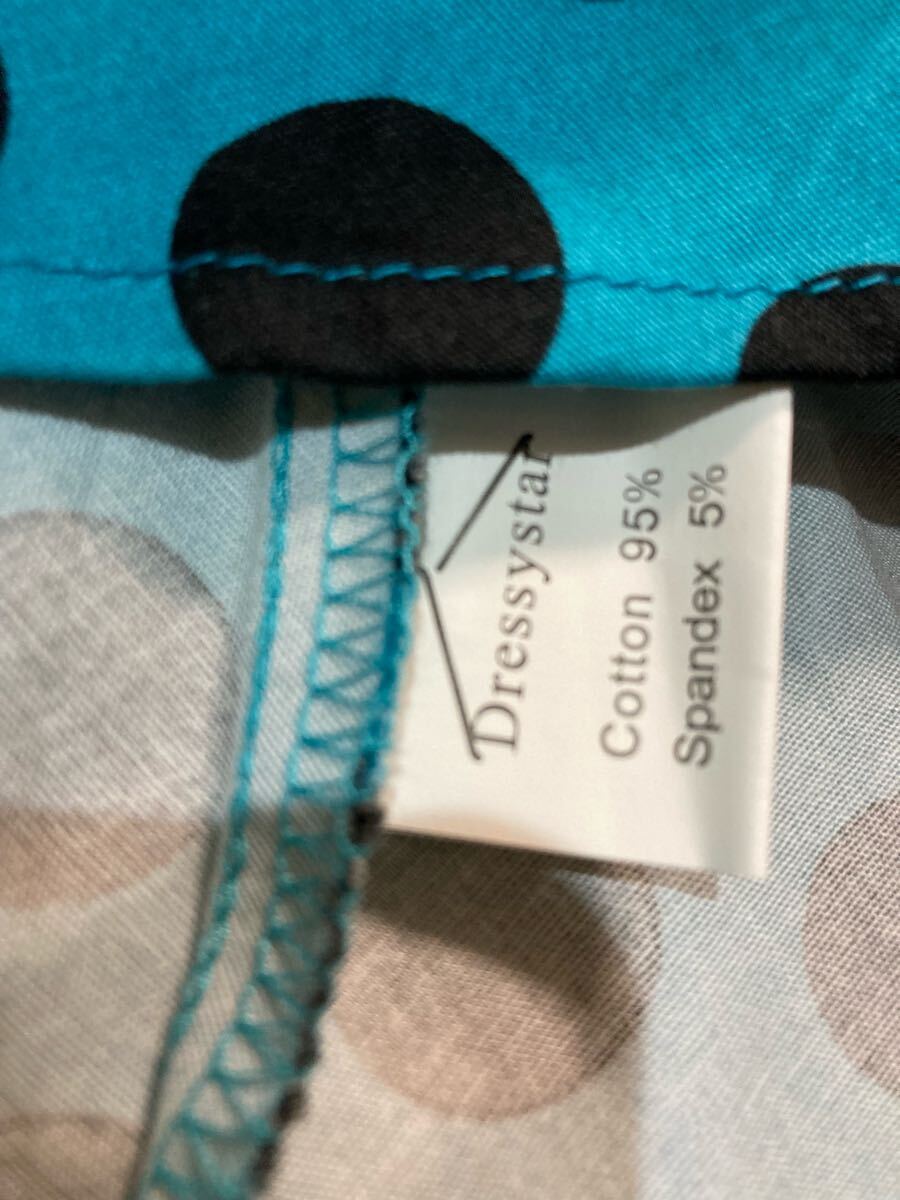 Dressystar
Cotton 95%
Spandex 5%